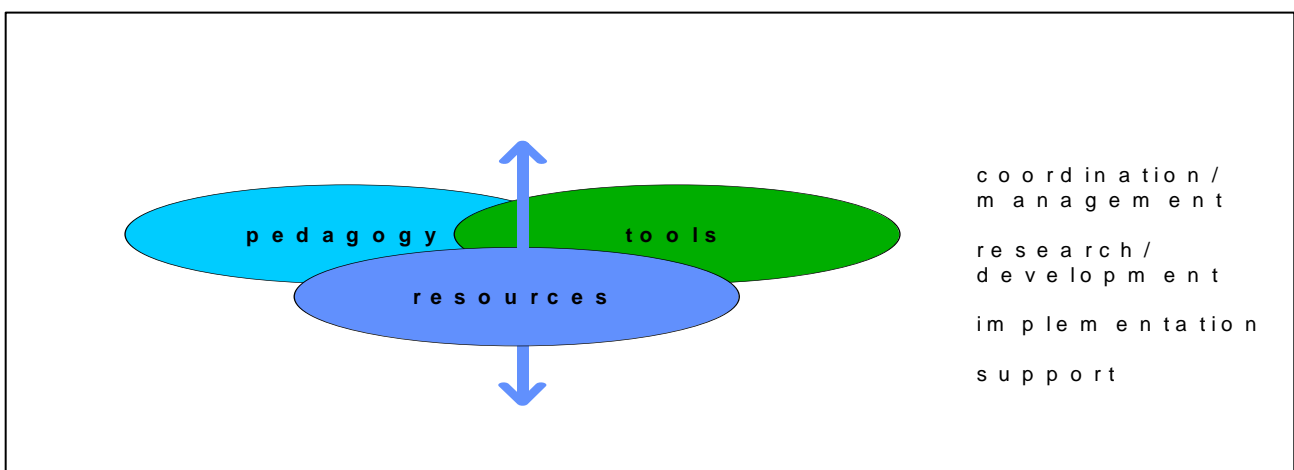 pedagogy
tools
resources
coordination/
management
research/
development
implementation
support